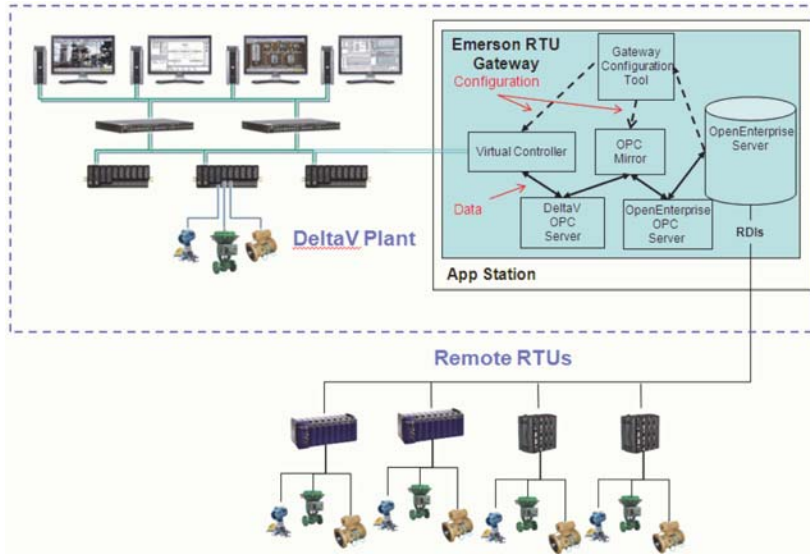 Emerson RTU
Gateway
Configuration
Gateway
Configuration
Tool
OpenEnterprise
Server
Virtual Controller
OPC
Mirror
Data
DeltaV
OPC
Server
OpenEnterprise
OPC
Server
RDIs
DeltaV Plant
App Station
Remote RTUs